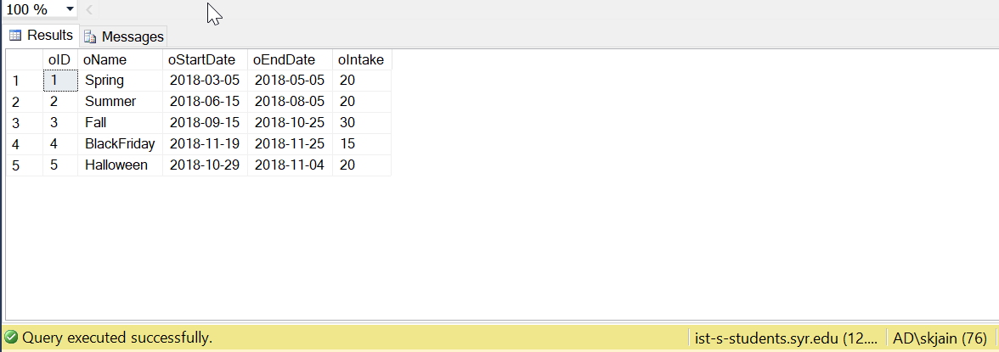 100 %
Results Messages
oID oName oStartDate oEndDate oIntake
1 1 Spring 2018-03-05 2018-05-05 20
2 2 Summer 2018-06-15 2018-08-05 20
3 3 Fall 2018-09-15 2018-10-25 30
4 4 BlackFriday 2018-11-19 2018-11-25 15
5 5 Halloween 2018-10-29 2018-11-04 20
Query executed successfully. ist-s-students.syr.edu (12.... AD\skjain (76)